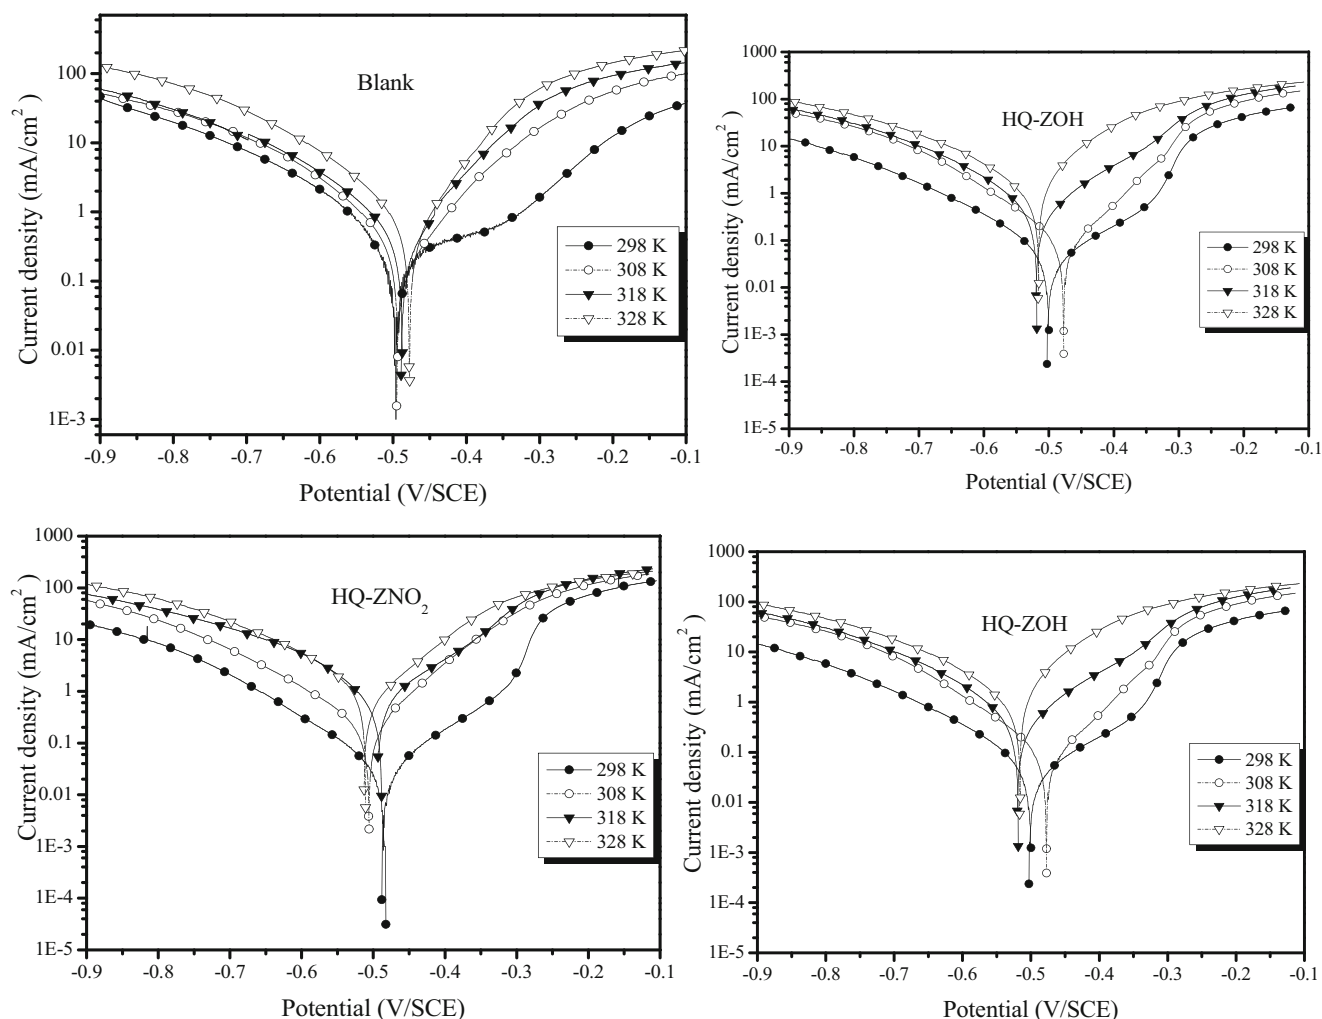 Current density (mA/cm²)
100
10
1
0.1
0.01
1E-3
Blank
298 K
308 K
318 K
328 K
-0.9 -0.8 -0.7 -0.6 -0.5 -0.4 -0.3 -0.2 -0.1
Potential (V/SCE)
Current density (mA/cm²)
1000
100
10
1
0.1
0.01
1E-3
1E-4
1E-5
HQ-ZOH
298 K
308 K
318 K
328 K
-0.9 -0.8 -0.7 -0.6 -0.5 -0.4 -0.3 -0.2 -0.1
Potential (V/SCE)
Current density (mA/cm²)
1000
100
10
1
0.1
0.01
1E-3
1E-4
1E-5
HQ-ZNO₂
298 K
308 K
318 K
328 K
-0.9 -0.8 -0.7 -0.6 -0.5 -0.4 -0.3 -0.2 -0.1
Potential (V/SCE)
Current density (mA/cm²)
1000
100
10
1
0.1
0.01
1E-3
1E-4
1E-5
HQ-ZOH
298 K
308 K
318 K
328 K
-0.9 -0.8 -0.7 -0.6 -0.5 -0.4 -0.3 -0.2 -0.1
Potential (V/SCE)